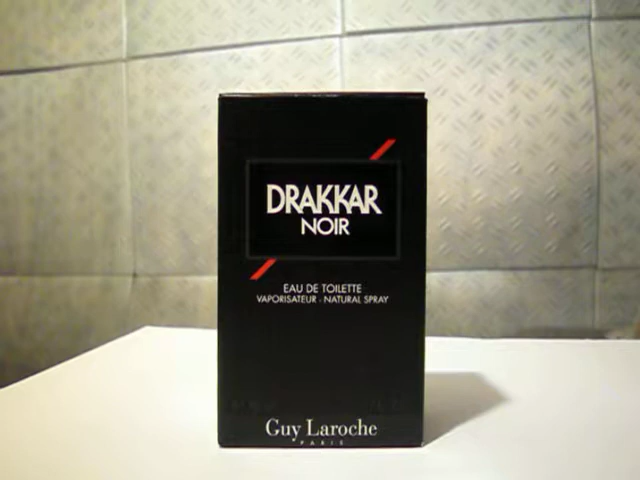 DRAKKAR
NOIR
EAU DE TOILETTE
VAPORISATEUR - NATURAL SPRAY
Guy Laroche
PARIS